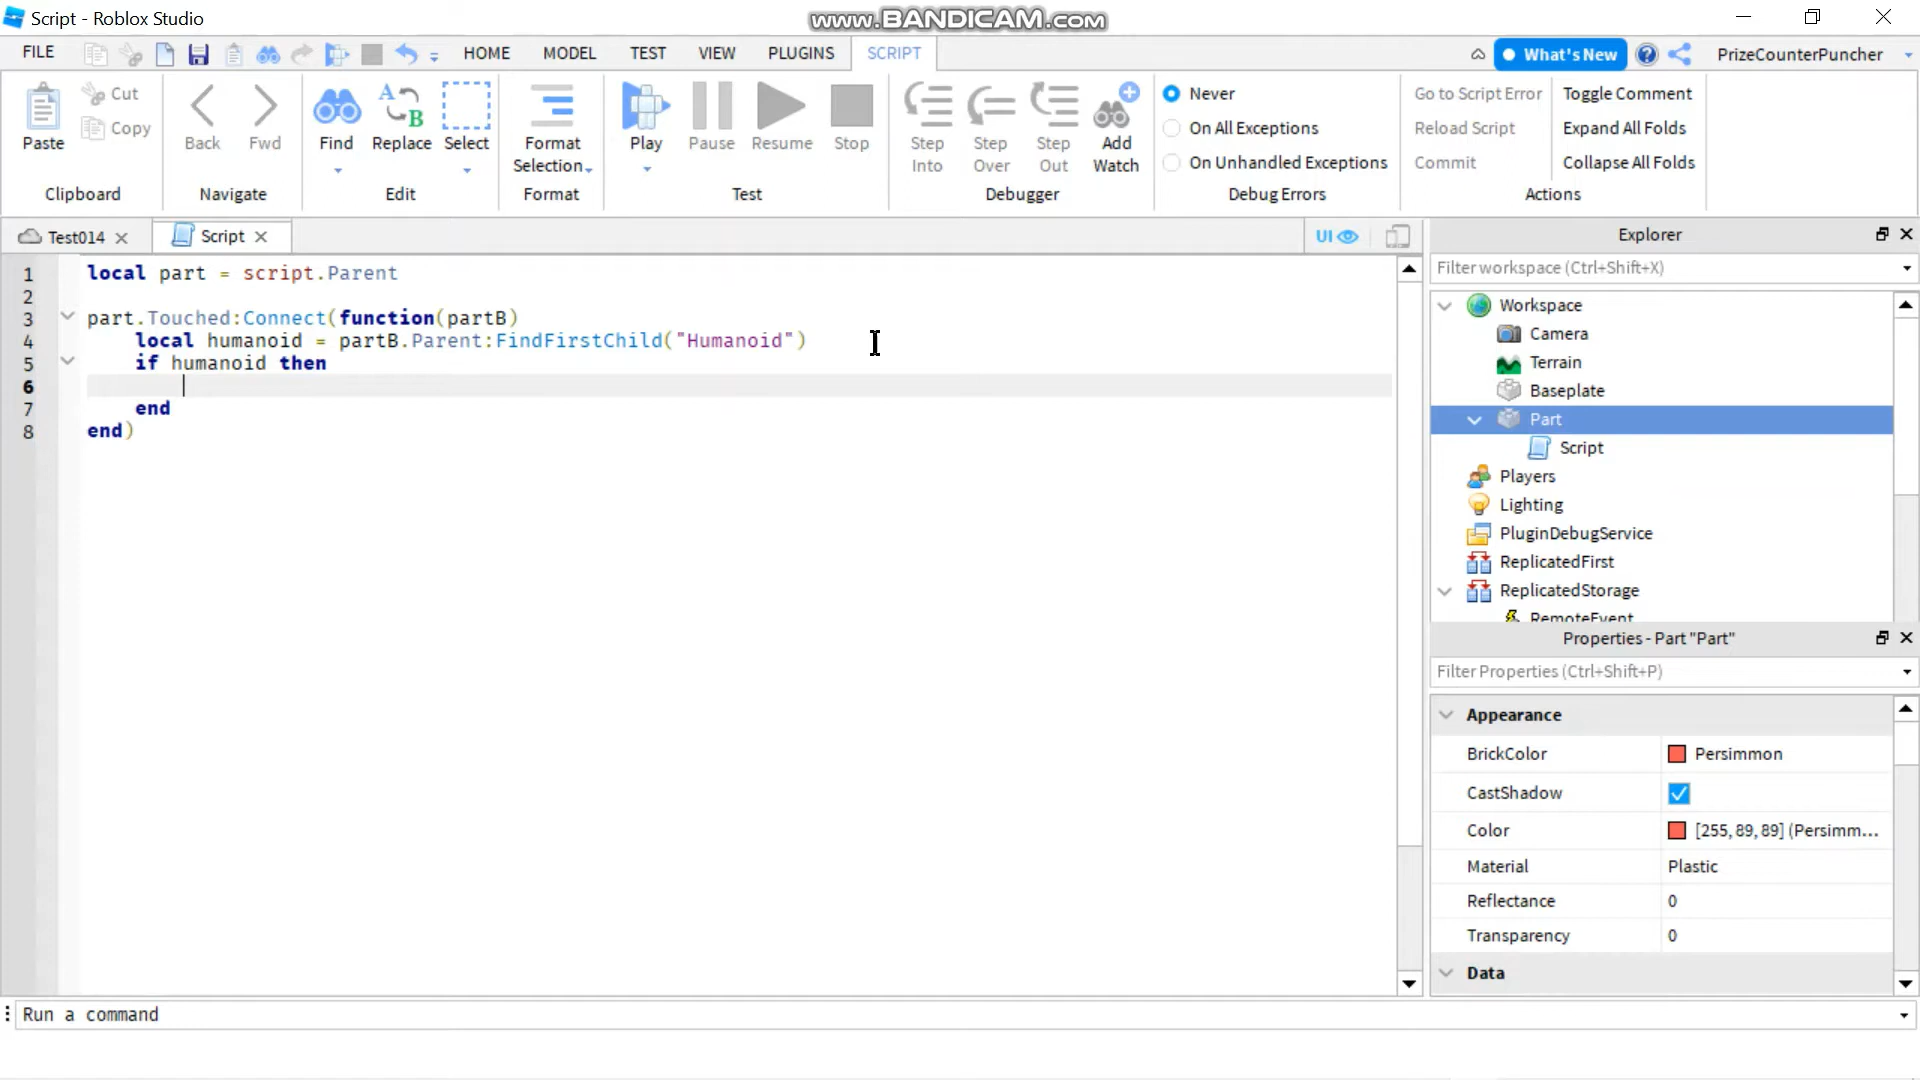 Script - Roblox Studio
www.BANDICAM.com
FILE
HOME
MODEL
TEST
VIEW
PLUGINS
SCRIPT
What's New
PrizeCounterPuncher
Paste
Cut
Copy
Clipboard
Back
Fwd
Navigate
Find
Replace
Select
Edit
Format
Selection
Format
Play
Pause
Resume
Stop
Test
Step
Into
Step
Over
Step
Out
Add
Watch
Debugger
Never
On All Exceptions
On Unhandled Exceptions
Debug Errors
Go to Script Error
Reload Script
Commit
Toggle Comment
Expand All Folds
Collapse All Folds
Actions
Test014
Script
UI
1 local part = script.Parent
2
3 part.Touched:Connect(function(partB)
4 local humanoid = partB.Parent:FindFirstChild("Humanoid")
5 if humanoid then
6
7 end
8 end)
Explorer
Filter workspace (Ctrl+Shift+X)
Workspace
Camera
Terrain
Baseplate
Part
Script
Players
Lighting
PluginDebugService
ReplicatedFirst
ReplicatedStorage
RemoteEvent
Properties - Part "Part"
Filter Properties (Ctrl+Shift+P)
Appearance
BrickColor Persimmon
CastShadow
Color [255, 89, 89] (Persimm...
Material Plastic
Reflectance 0
Transparency 0
Data
Run a command